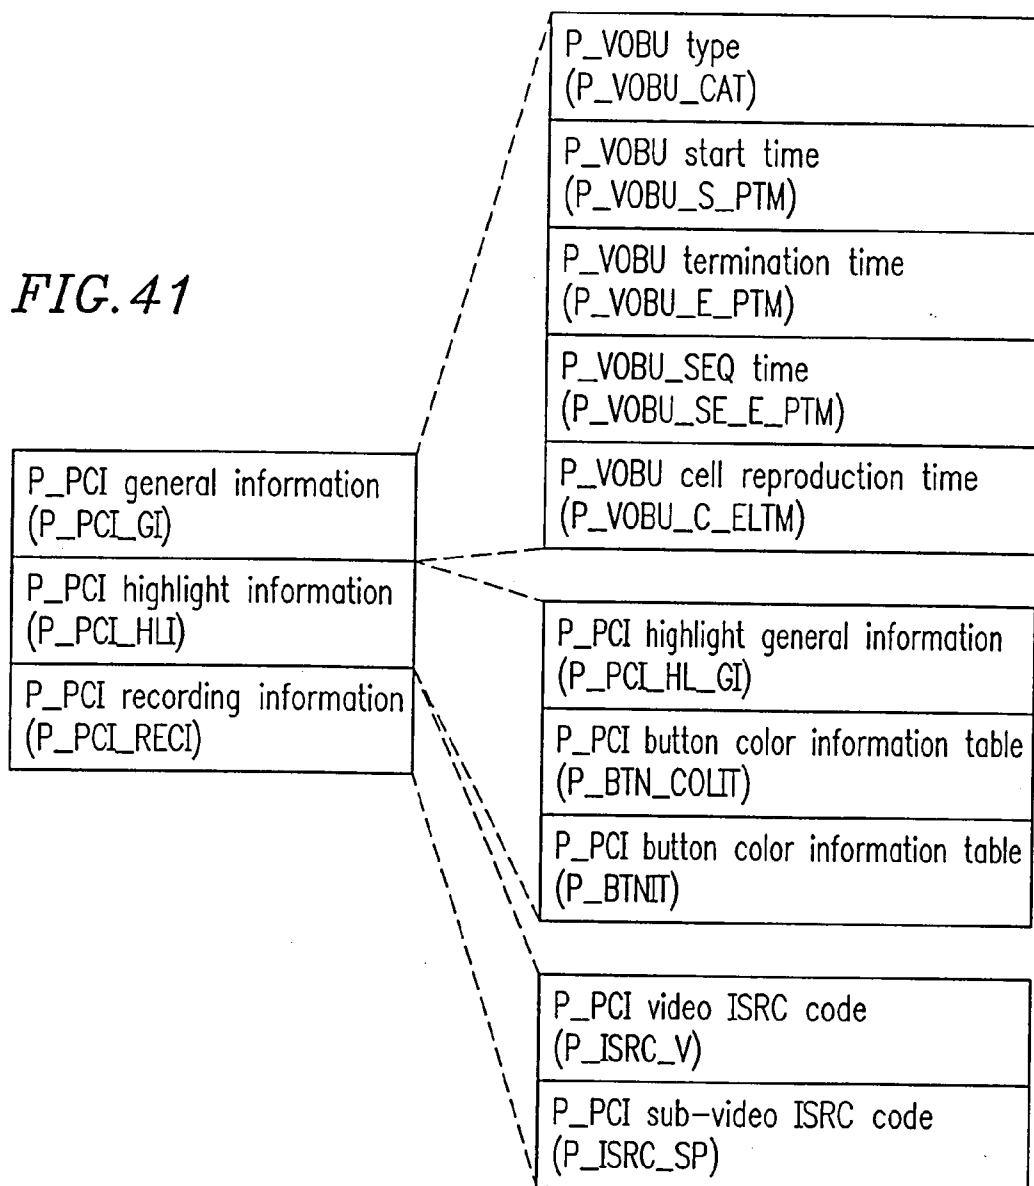 FIG. 41
P_PCI general information
(P_PCI_GI)
P_PCI highlight information
(P_PCI_HLI)
P_PCI recording information
(P_PCI_RECI)
P_VOBU type
(P_VOBU_CAT)
P_VOBU start time
(P_VOBU_S_PTM)
P_VOBU termination time
(P_VOBU_E_PTM)
P_VOBU_SEQ time
(P_VOBU_SE_E_PTM)
P_VOBU cell reproduction time
(P_VOBU_C_ELTM)
P_PCI highlight general information
(P_PCI_HL_GI)
P_PCI button color information table
(P_BTN_COLIT)
P_PCI button color information table
(P_BTNIT)
P_PCI video ISRC code
(P_ISRC_V)
P_PCI sub-video ISRC code
(P_ISRC_SP)